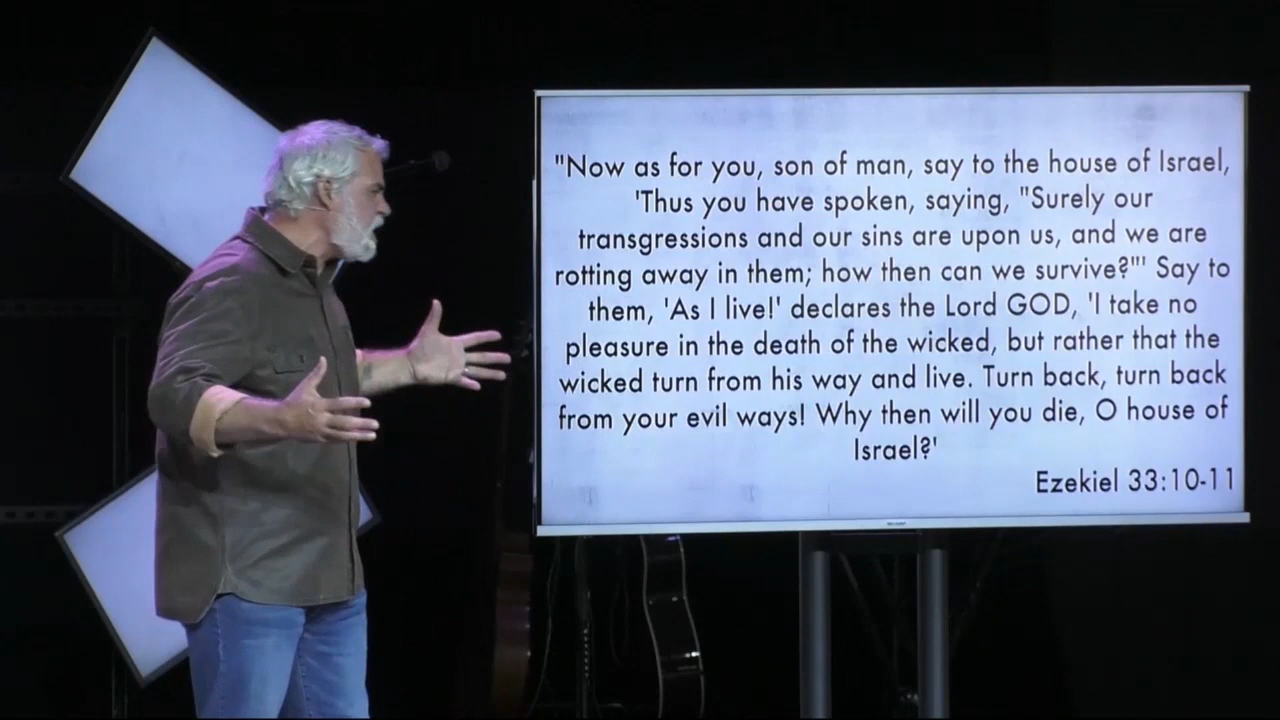 "Now as for you, son of man, say to the house of Israel,
'Thus you have spoken, saying, "Surely our
transgressions and our sins are upon us, and we are
rotting away in them; how then can we survive?"' Say to
them, 'As I live!' declares the Lord GOD, 'I take no
pleasure in the death of the wicked, but rather that the
wicked turn from his way and live. Turn back, turn back
from your evil ways! Why then will you die, O house of
Israel?'
Ezekiel 33:10-11